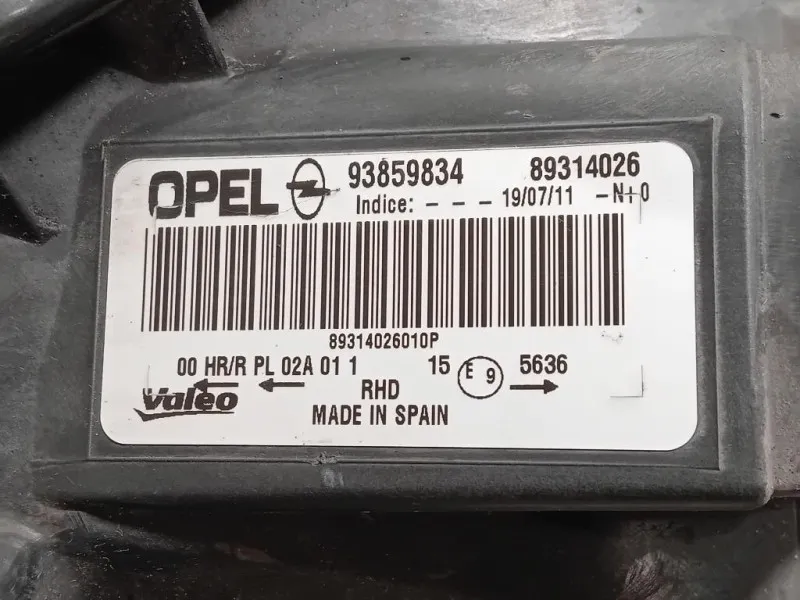 OPEL 93859834 89314026
Indice: - - - 19/07/11 -N+0
89314026010P
00 HR/R PL 02A 01 1 15 E 9 5636
Valeo RHD
MADE IN SPAIN